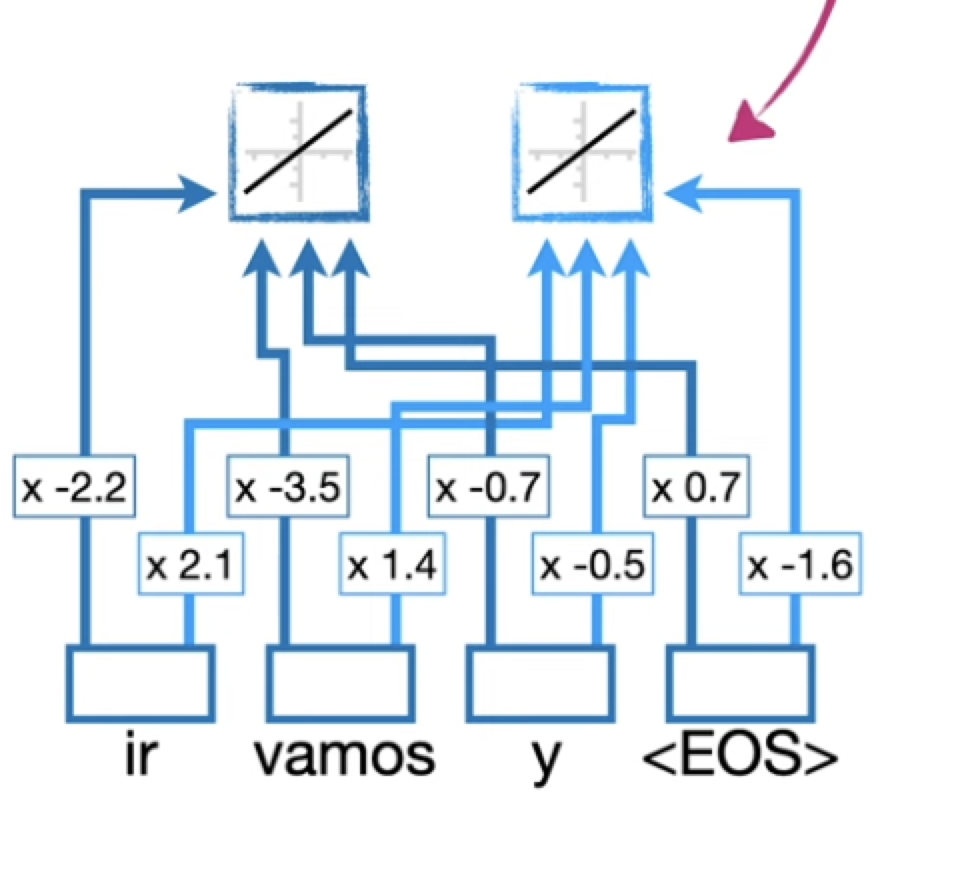 x -2.2 x -3.5 x -0.7 x 0.7
x 2.1 x 1.4 x -0.5 x -1.6
ir vamos y <EOS>